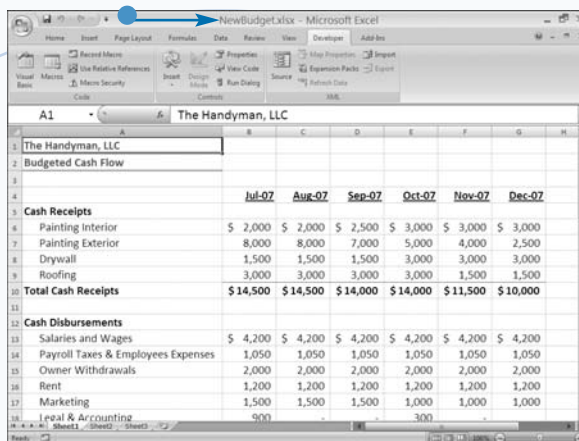 NewBudget.xlsx - Microsoft Excel
Home Insert Page Layout Formulas Data Review View Developer Add-Ins
Visual Basic Macros Record Macro Use Relative References Macro Security Insert Design Mode Properties View Code Run Dialog Source Map Properties Expansion Packs Refresh Data Import Export
Code Controls XML
A1 fx The Handyman, LLC
A B C D E F G H
1 The Handyman, LLC
2 Budgeted Cash Flow
3
4 Jul-07 Aug-07 Sep-07 Oct-07 Nov-07 Dec-07
5 Cash Receipts
6 Painting Interior $ 2,000 $ 2,000 $ 2,500 $ 3,000 $ 3,000 $ 3,000
7 Painting Exterior 8,000 8,000 7,000 5,000 4,000 2,500
8 Drywall 1,500 1,500 1,500 3,000 3,000 3,000
9 Roofing 3,000 3,000 3,000 3,000 1,500 1,500
10 Total Cash Receipts $14,500 $14,500 $14,000 $14,000 $11,500 $10,000
11
12 Cash Disbursements
13 Salaries and Wages $ 4,200 $ 4,200 $ 4,200 $ 4,200 $ 4,200 $ 4,200
14 Payroll Taxes & Employees Expenses 1,050 1,050 1,050 1,050 1,050 1,050
15 Owner Withdrawals 2,000 2,000 2,000 2,000 2,000 2,000
16 Rent 1,200 1,200 1,200 1,200 1,200 1,200
17 Marketing 1,500 1,500 1,500 1,000 1,000 1,000
18 Legal & Accounting 900 - - 300 - -
Sheet1 Sheet2 Sheet3
Ready 100%